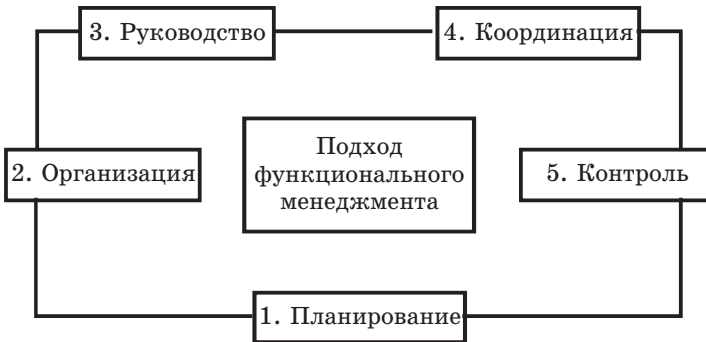 3. Руководство
4. Координация
2. Организация
Подход
функционального
менеджмента
5. Контроль
1. Планирование